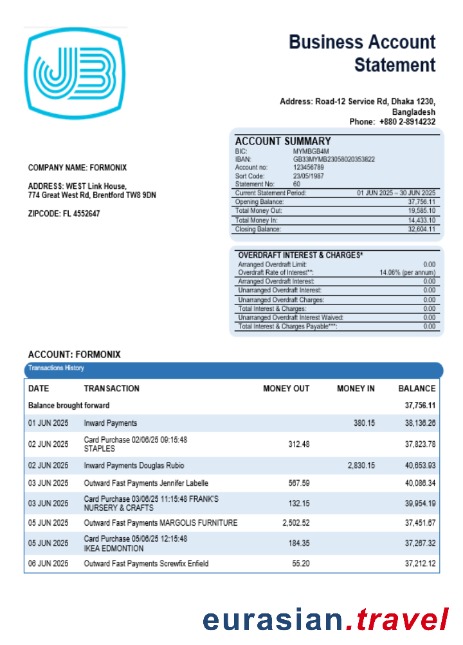 JB
Business Account
Statement
Address: Road-12 Service Rd, Dhaka 1230,
Bangladesh
Phone: +880 2-8914232
ACCOUNT SUMMARY
BIC: MYMBGB4M
IBAN: GB33MYMB23058020353822
Account no: 123456789
Sort Code: 23/05/1987
Statement No: 60
Current Statement Period: 01 JUN 2025 – 30 JUN 2025
Opening Balance: 37,756.11
Total Money Out: 19,585.10
Total Money In: 14,433.10
Closing Balance: 32,604.11
COMPANY NAME: FORMONIX
ADDRESS: WEST Link House,
774 Great West Rd, Brentford TW8 9DN
ZIPCODE: FL 4552647
OVERDRAFT INTEREST & CHARGES*
Arranged Overdraft Limit: 0.00
Overdraft Rate of Interest**: 14.06% (per annum)
Arranged Overdraft Interest: 0.00
Unarranged Overdraft Interest: 0.00
Unarranged Overdraft Charges: 0.00
Total Interest & Charges: 0.00
Unarranged Overdraft Interest Waived: 0.00
Total Interest & Charges Payable***: 0.00
ACCOUNT: FORMONIX
Transactions History
DATE TRANSACTION MONEY OUT MONEY IN BALANCE
Balance brought forward 37,756.11
01 JUN 2025 Inward Payments 380.15 38,136.26
02 JUN 2025 Card Purchase 02/06/25 09:15:48 312.48 37,823.78
STAPLES
02 JUN 2025 Inward Payments Douglas Rubio 2,830.15 40,653.93
03 JUN 2025 Outward Fast Payments Jennifer Labelle 567.59 40,086.34
03 JUN 2025 Card Purchase 03/06/25 11:15:48 FRANK'S 132.15 39,954.19
NURSERY & CRAFTS
05 JUN 2025 Outward Fast Payments MARGOLIS FURNITURE 2,502.52 37,451.67
05 JUN 2025 Card Purchase 05/06/25 12:15:48 184.35 37,267.32
IKEA EDMONTION
06 JUN 2025 Outward Fast Payments Screwfix Enfield 55.20 37,212.12
eurasian.travel